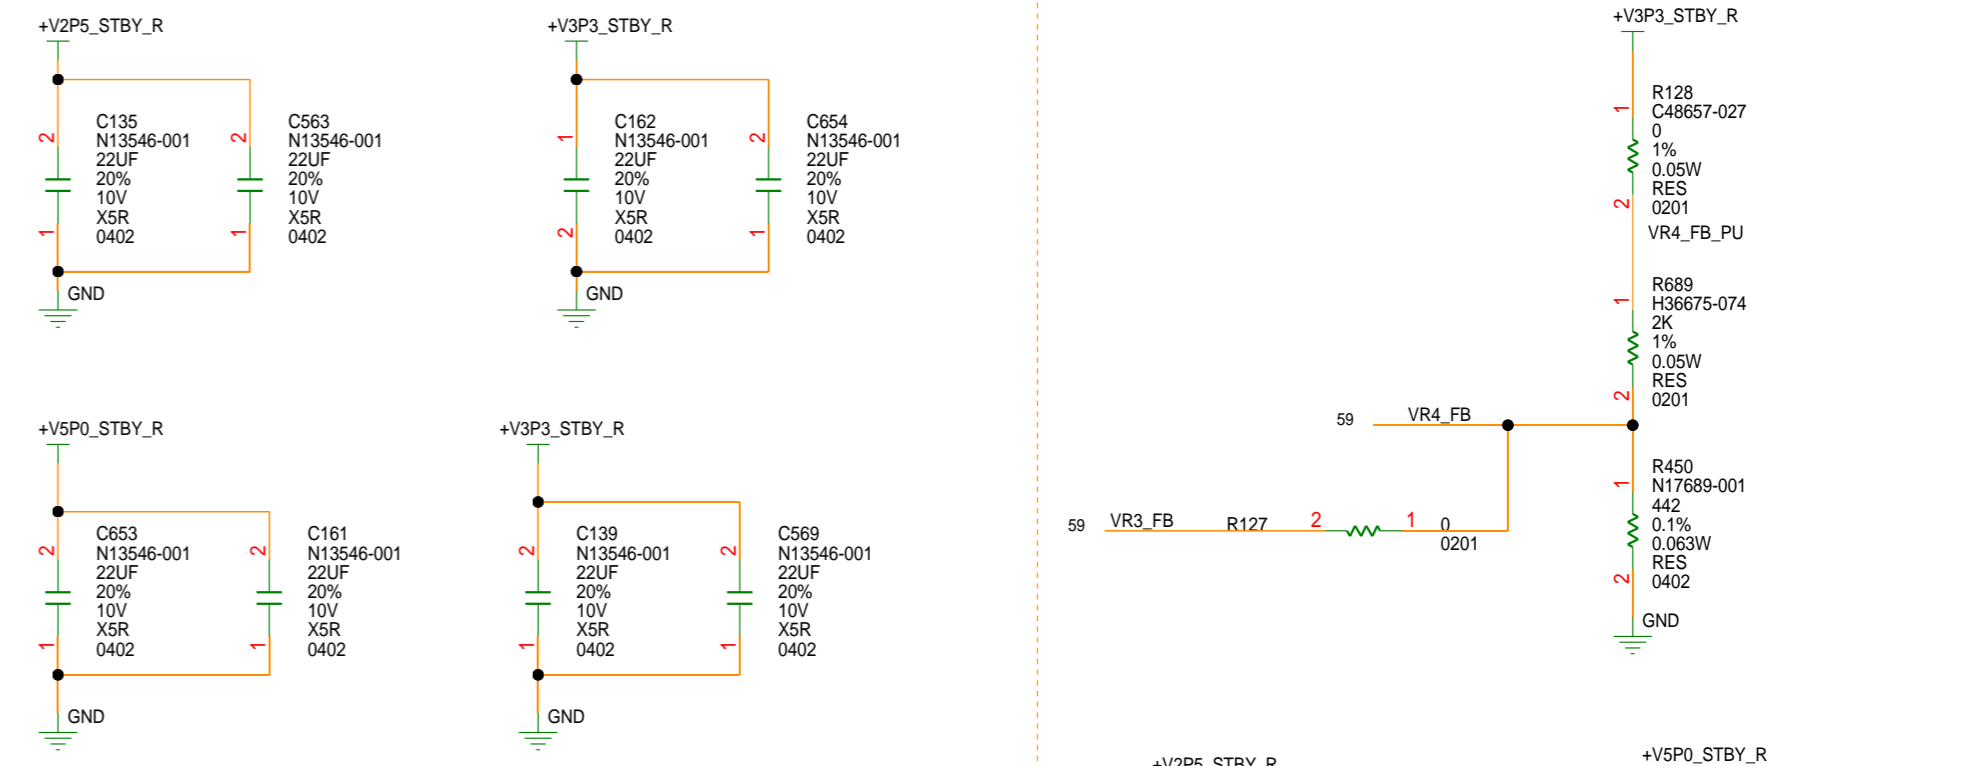 +V2P5_STBY_R
2
C135
N13546-001
22UF
20%
10V
X5R
0402
1
2
C563
N13546-001
22UF
20%
10V
X5R
0402
1
GND
+V3P3_STBY_R
1
C162
N13546-001
22UF
20%
10V
X5R
0402
2
2
C654
N13546-001
22UF
20%
10V
X5R
0402
1
GND
+V5P0_STBY_R
2
C653
N13546-001
22UF
20%
10V
X5R
0402
1
2
C161
N13546-001
22UF
20%
10V
X5R
0402
1
GND
+V3P3_STBY_R
2
C139
N13546-001
22UF
20%
10V
X5R
0402
1
2
C569
N13546-001
22UF
20%
10V
X5R
0402
1
GND
+V3P3_STBY_R
1
R128
C48657-027
0
1%
0.05W
RES
0201
2
VR4_FB_PU
1
R689
H36675-074
2K
1%
0.05W
RES
0201
2
59 VR4_FB
59 VR3_FB R127 2 1 0
0201
1
R450
N17689-001
442
0.1%
0.063W
RES
0402
2
GND
+V2P5_STBY_R
+V5P0_STBY_R